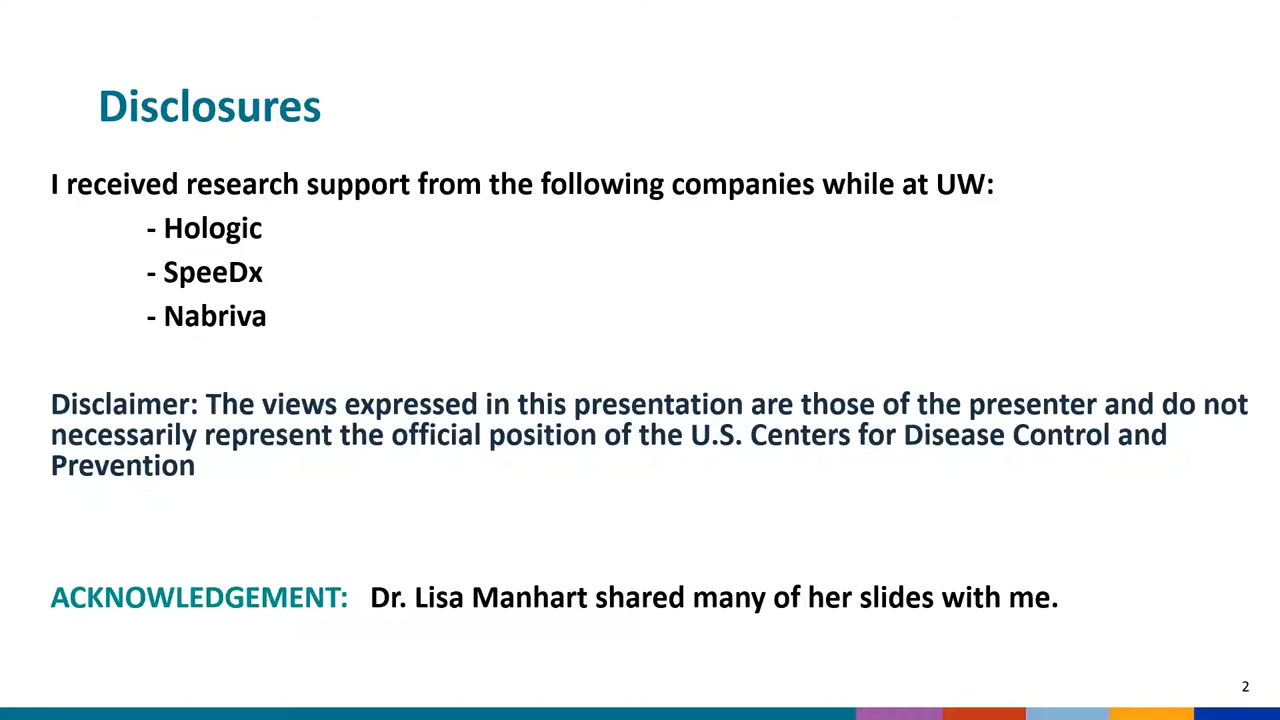 Disclosures
I received research support from the following companies while at UW:
- Hologic
- SpeeDx
- Nabriva
Disclaimer: The views expressed in this presentation are those of the presenter and do not
necessarily represent the official position of the U.S. Centers for Disease Control and
Prevention
ACKNOWLEDGEMENT: Dr. Lisa Manhart shared many of her slides with me.
2